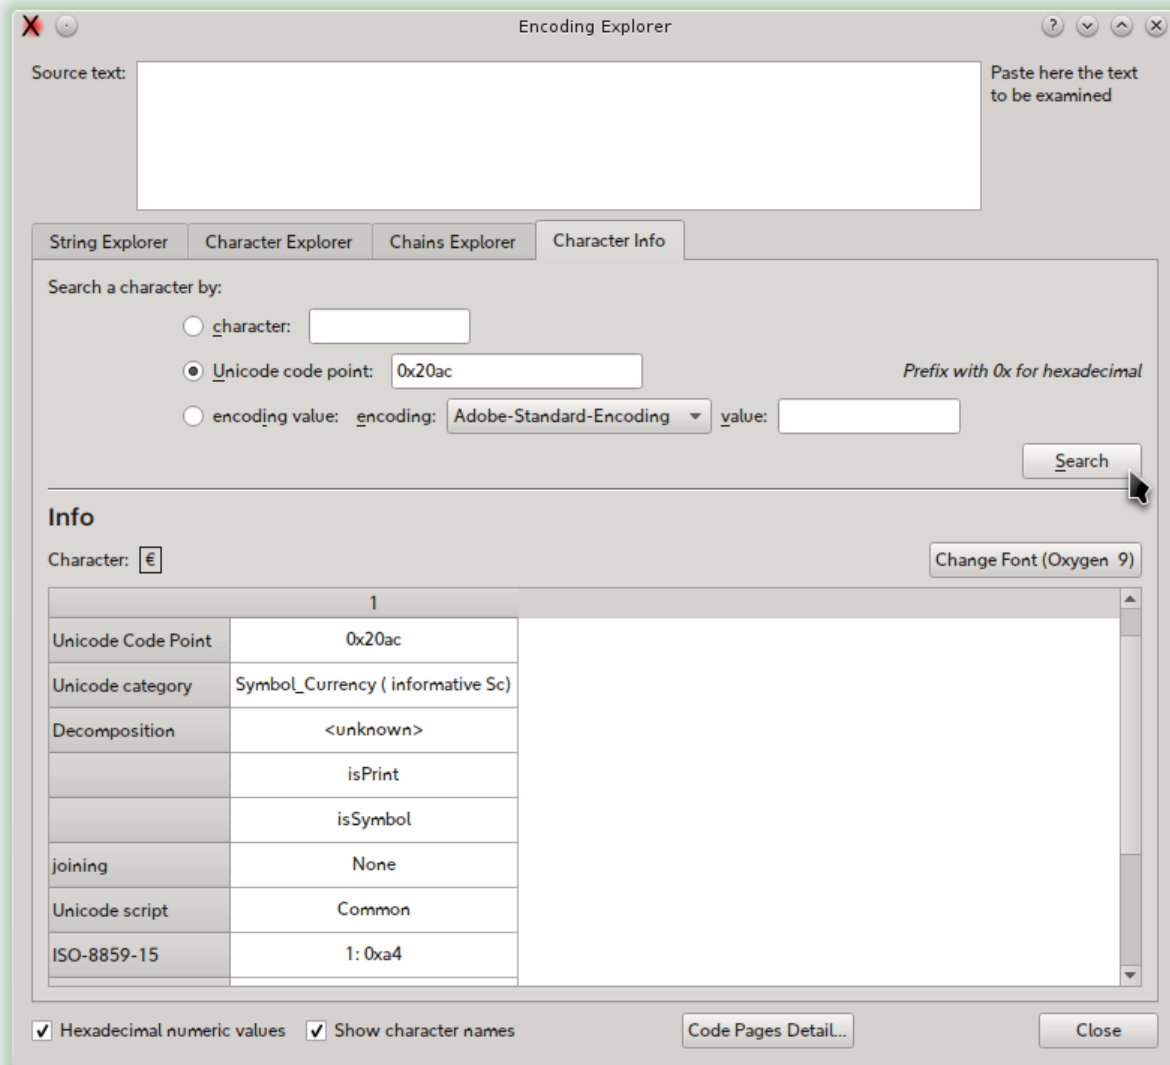 Encoding Explorer
Source text:
Paste here the text
to be examined
String Explorer
Character Explorer
Chains Explorer
Character Info
Search a character by:
character:
Unicode code point: 0x20ac Prefix with 0x for hexadecimal
encoding value: encoding: Adobe-Standard-Encoding value:
Search
Info
Character: €
Change Font (Oxygen 9)
1
Unicode Code Point 0x20ac
Unicode category Symbol_Currency ( informative Sc)
Decomposition <unknown>
isPrint
isSymbol
joining None
Unicode script Common
ISO-8859-15 1: 0xa4
Hexadecimal numeric values Show character names Code Pages Detail... Close